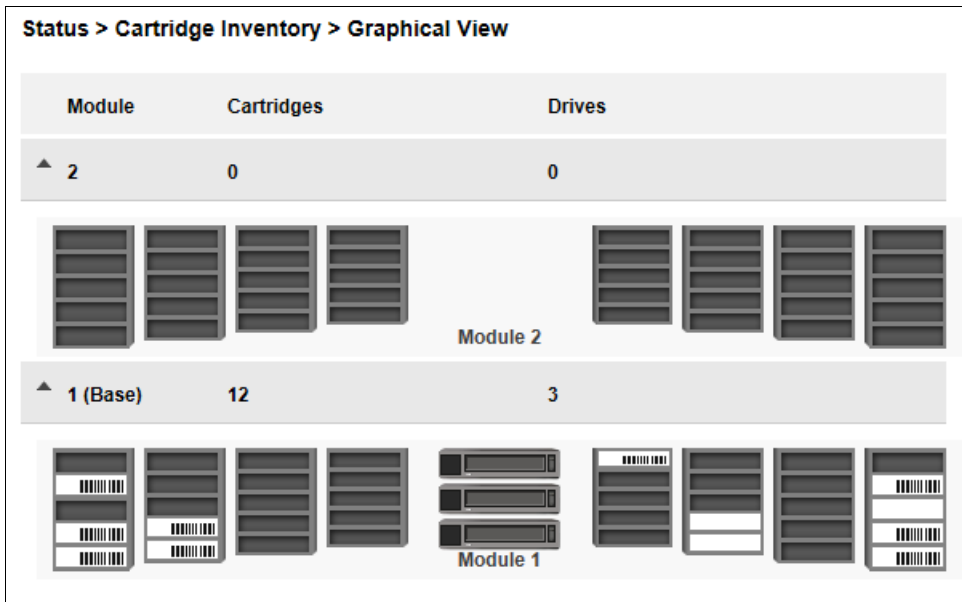 Status > Cartridge Inventory > Graphical View
Module Cartridges Drives
2 0 0
Module 2
1 (Base) 12 3
Module 1